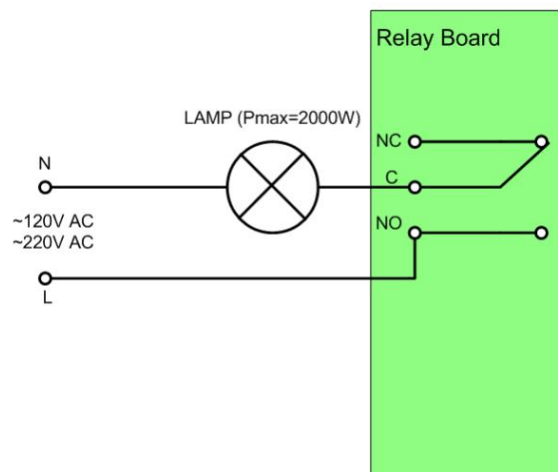 Relay Board
LAMP (Pmax=2000W)
NC
N
C
~120V AC
NO
~220V AC
L